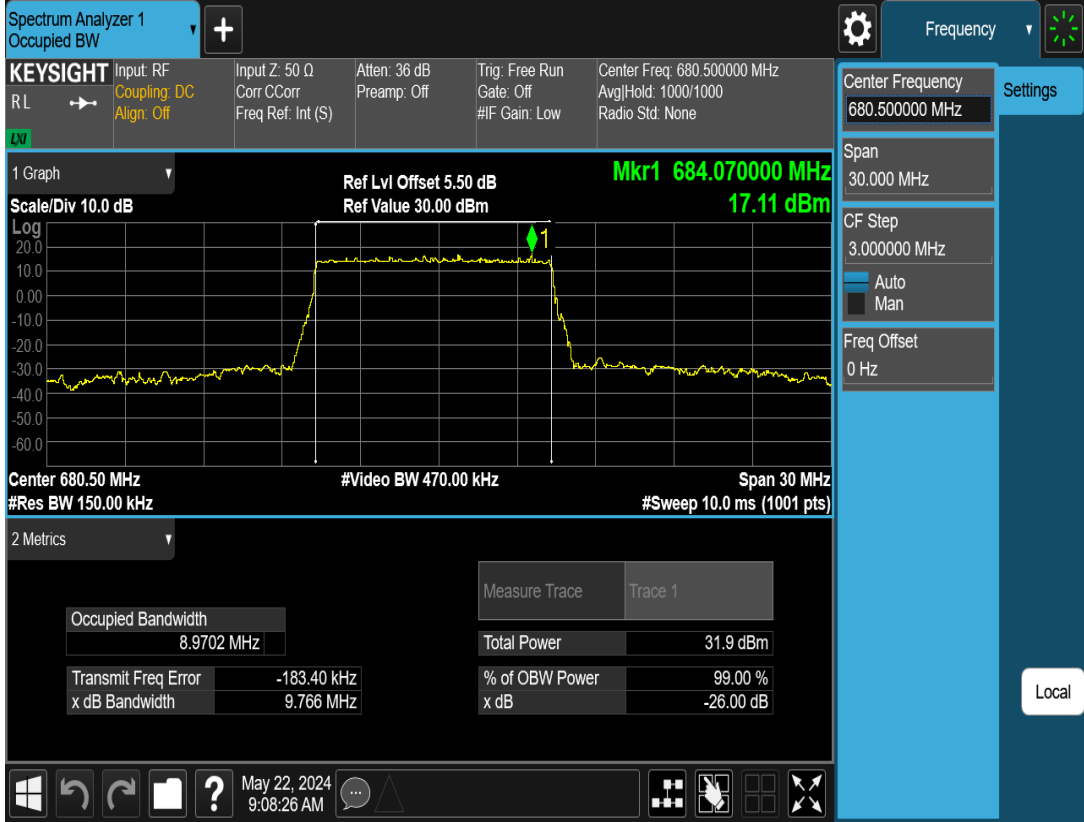 Spectrum Analyzer 1
Occupied BW
Frequency
KEYSIGHT
RL
LXI
Input: RF
Coupling: DC
Align: Off
Input Z: 50 Ω
Corr CCorr
Freq Ref: Int (S)
Atten: 36 dB
Preamp: Off
Trig: Free Run
Gate: Off
#IF Gain: Low
Center Freq: 680.500000 MHz
Avg|Hold: 1000/1000
Radio Std: None
1 Graph
Scale/Div 10.0 dB
Ref Lvl Offset 5.50 dB
Ref Value 30.00 dBm
Mkr1 684.070000 MHz
17.11 dBm
Log
20.0
10.0
0.00
-10.0
-20.0
-30.0
-40.0
-50.0
-60.0
1
Center 680.50 MHz
#Res BW 150.00 kHz
#Video BW 470.00 kHz
Span 30 MHz
#Sweep 10.0 ms (1001 pts)
2 Metrics
Measure Trace Trace 1
Occupied Bandwidth
8.9702 MHz
Total Power 31.9 dBm
Transmit Freq Error -183.40 kHz
% of OBW Power 99.00 %
x dB Bandwidth 9.766 MHz
x dB -26.00 dB
Center Frequency
680.500000 MHz
Settings
Span
30.000 MHz
CF Step
3.000000 MHz
Auto
Man
Freq Offset
0 Hz
Local
?
May 22, 2024
9:08:26 AM